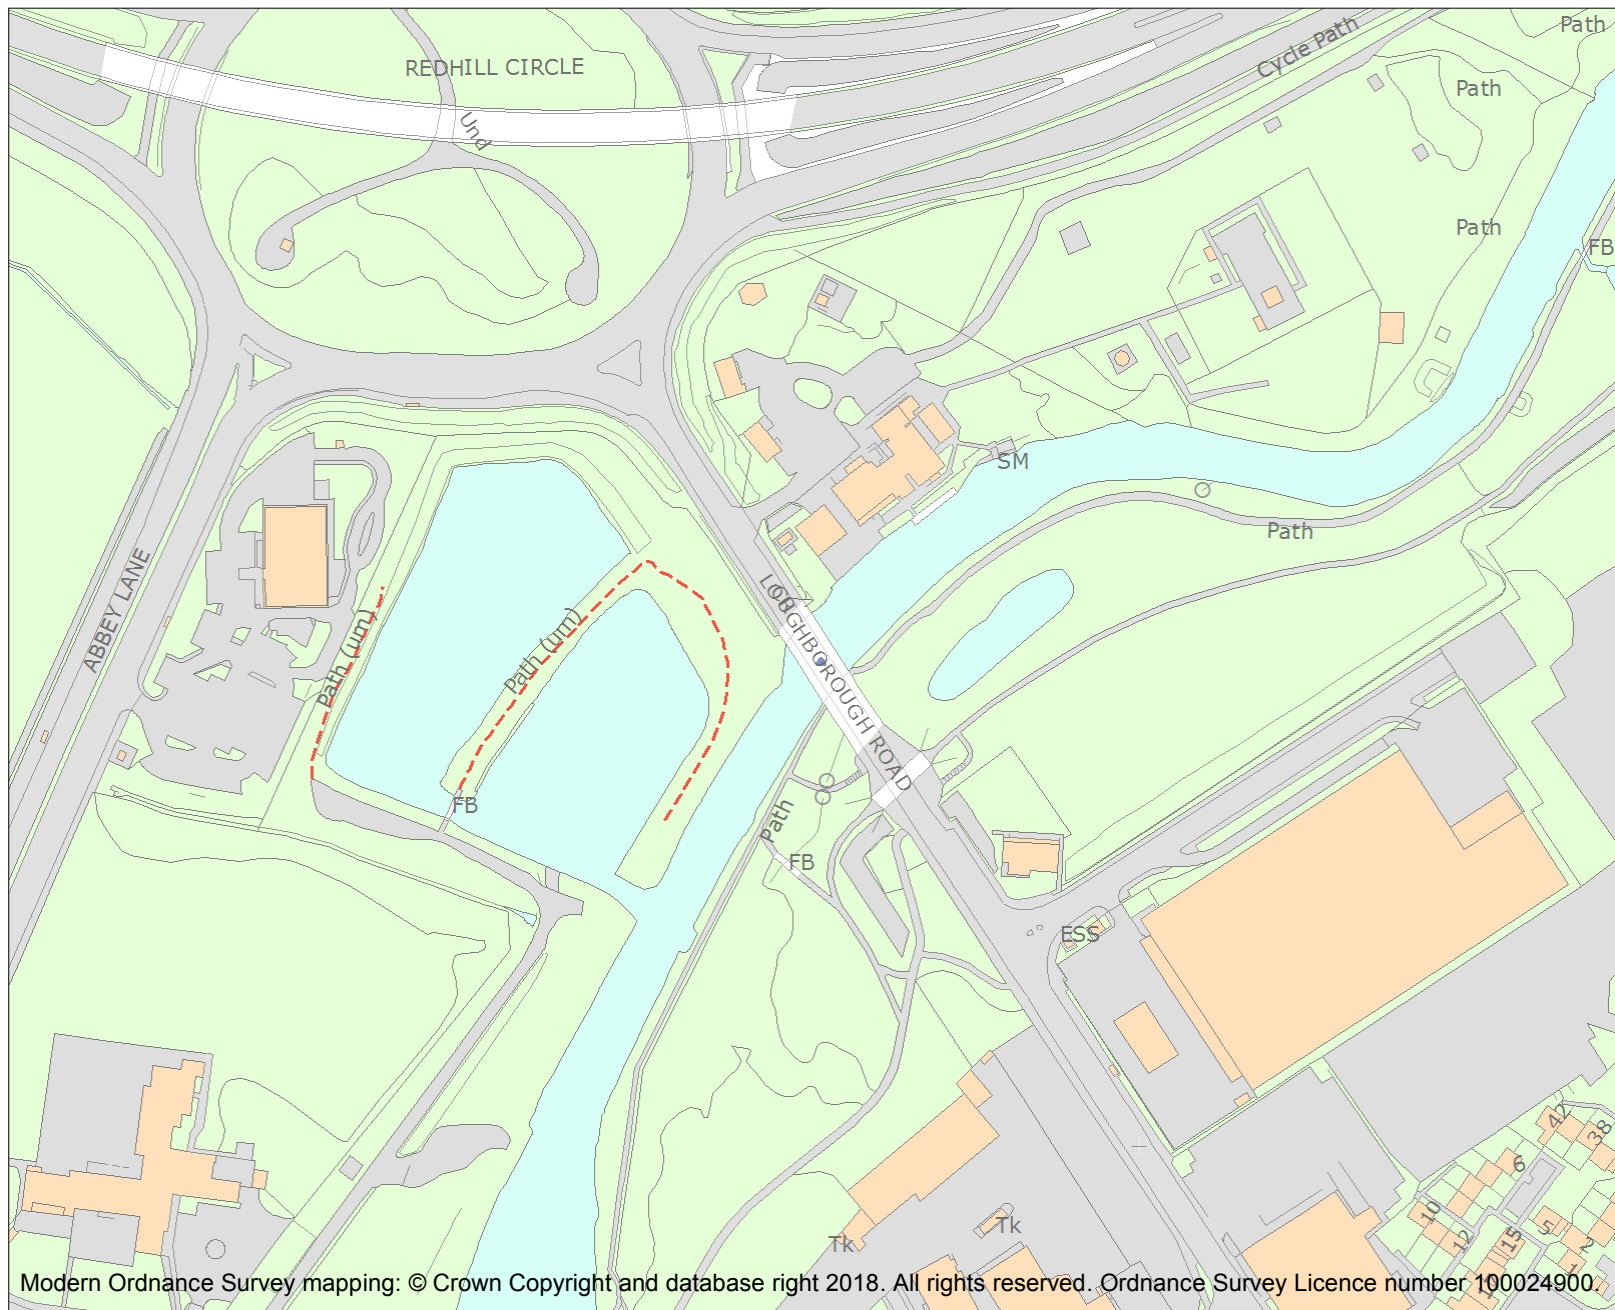 Path
Cycle Path
REDHILL CIRCLE
Path
Und
Path
FB
SM
Path
ABBEY LANE
LOUGHBOROUGH ROAD
Path (um)
Path (um)
FB
Path
FB
ESS
42
38
6
10
12
15
5
2
1
Tk
Tk
Modern Ordnance Survey mapping: © Crown Copyright and database right 2018. All rights reserved. Ordnance Survey Licence number 100024900.